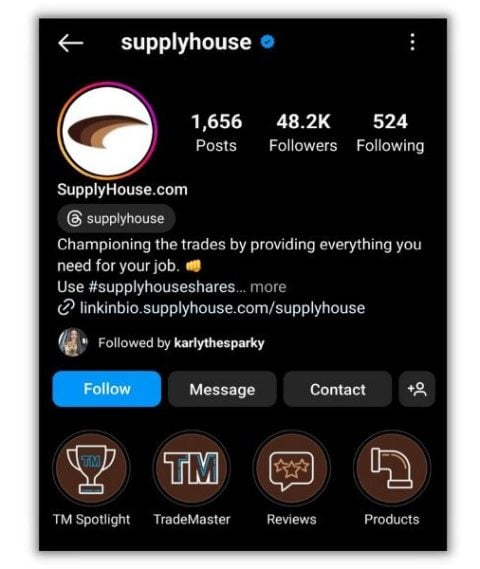 supplyhouse
1,656 48.2K 524
Posts Followers Following
SupplyHouse.com
supplyhouse
Championing the trades by providing everything you
need for your job. 👊
Use #supplyhouseshares... more
linkinbio.supplyhouse.com/supplyhouse
Followed by karlythesparky
Follow Message Contact
TM TM
TM Spotlight TradeMaster Reviews Products